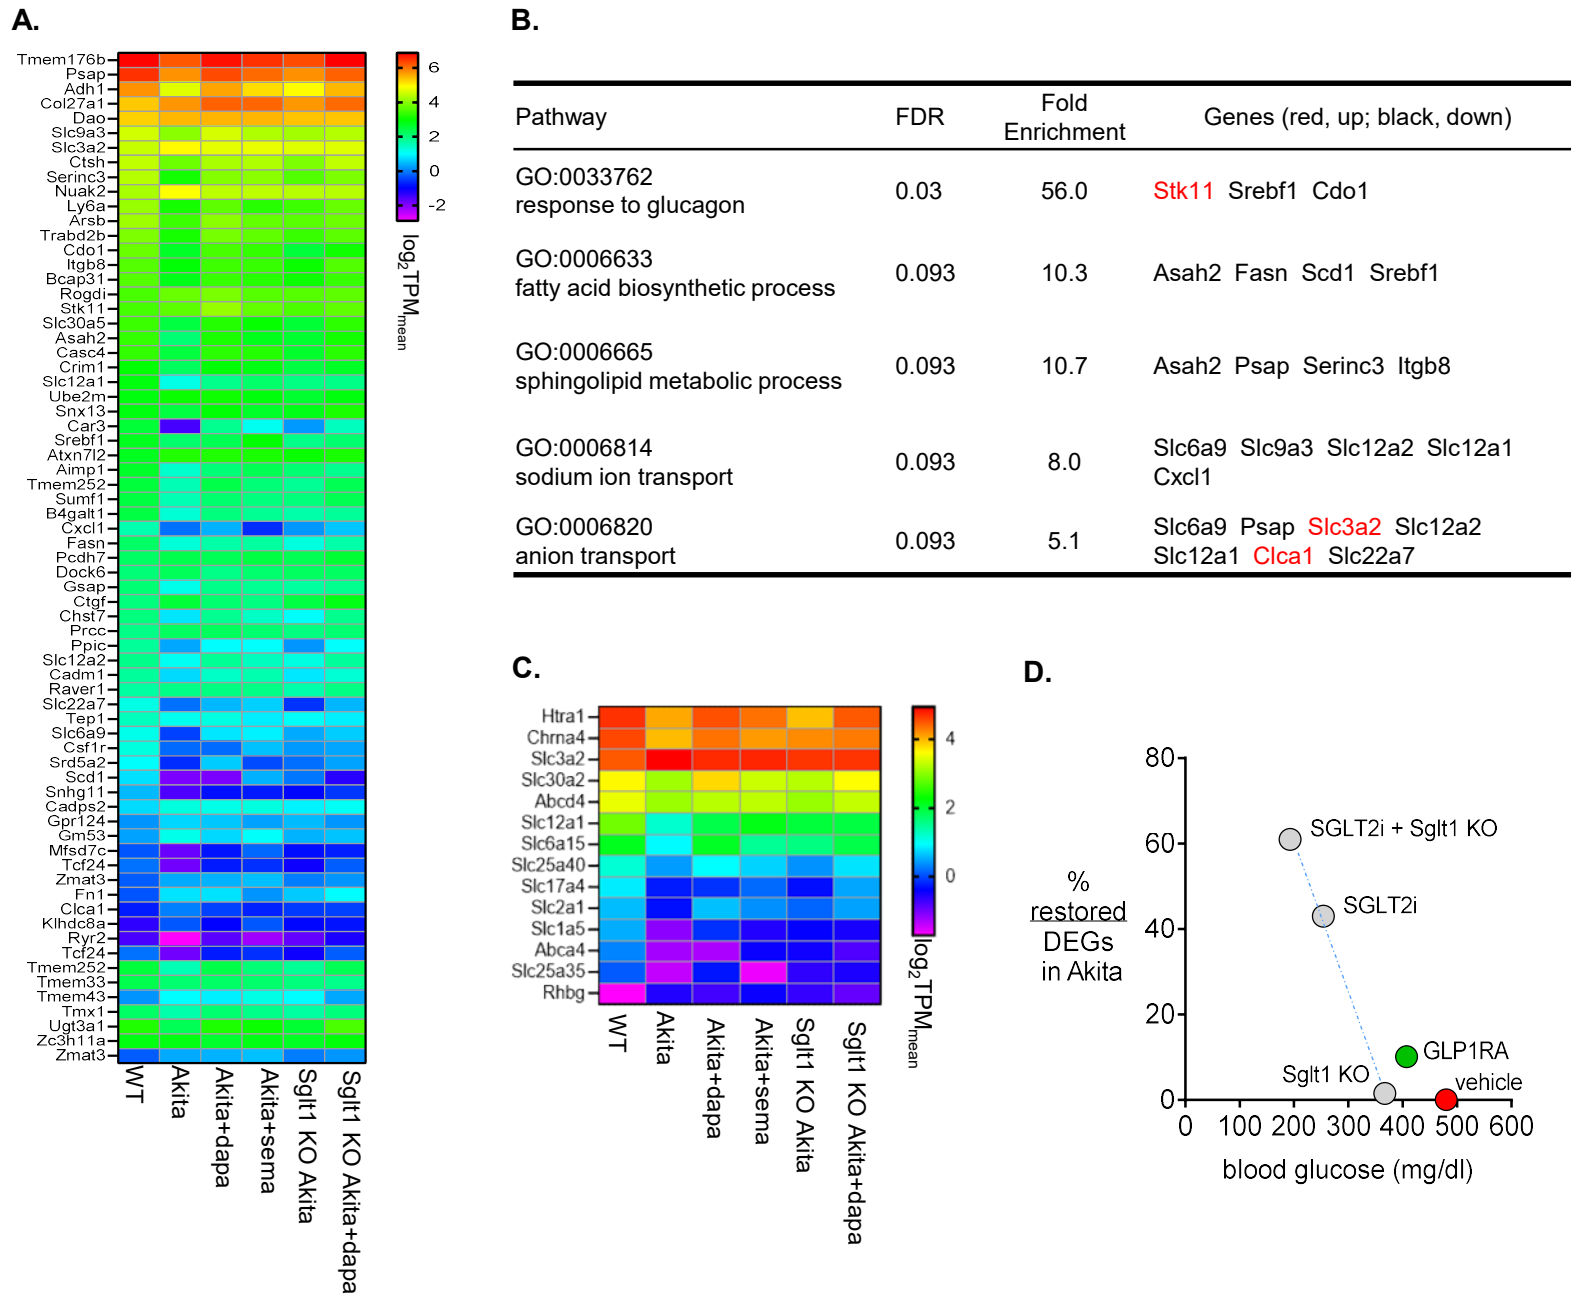 A.
Tmem176b
Psap
Adh1
Col27a1
Dao
Slc9a3
Slc3a2
Ctsh
Serinc3
Nuak2
Ly6a
Arsb
Trabd2b
Cdo1
Itgb8
Bcap31
Rogdi
Stk11
Slc30a5
Asah2
Casc4
Crim1
Slc12a1
Ube2m
Snx13
Car3
Srebf1
Atxn7l2
Aimp1
Tmem252
Sumf1
B4galt1
Cxcl1
Fasn
Pcdh7
Dock6
Gsap
Ctgf
Chst7
Prcc
Ppic
Slc12a2
Cadm1
Raver1
Slc22a7
Tep1
Slc6a9
Csf1r
Srd5a2
Scd1
Snhg11
Cadps2
Gpr124
Gm53
Mfsd7c
Tcf24
Zmat3
Fn1
Clca1
Klhdc8a
Ryr2
Tcf24
Tmem252
Tmem33
Tmem43
Tmx1
Ugt3a1
Zc3h11a
Zmat3
WT
Akita
Akita+dapa
Akita+sema
Sglt1 KO Akita
Sglt1 KO Akita+dapa
6
4
2
0
-2
log2TPMmean
B.
Pathway FDR Fold Enrichment Genes (red, up; black, down)
GO:0033762
response to glucagon
0.03 56.0 Stk11 Srebf1 Cdo1
GO:0006633
fatty acid biosynthetic process
0.093 10.3 Asah2 Fasn Scd1 Srebf1
GO:0006665
sphingolipid metabolic process
0.093 10.7 Asah2 Psap Serinc3 Itgb8
GO:0006814
sodium ion transport
0.093 8.0 Slc6a9 Slc9a3 Slc12a2 Slc12a1
Cxcl1
GO:0006820
anion transport
0.093 5.1 Slc6a9 Psap Slc3a2 Slc12a2
Slc12a1 Clca1 Slc22a7
C.
Htra1
Chrna4
Slc3a2
Slc30a2
Abcd4
Slc12a1
Slc6a15
Slc25a40
Slc17a4
Slc2a1
Slc1a5
Abca4
Slc25a35
Rhbg
WT
Akita
Akita+dapa
Akita+sema
Sglt1 KO Akita
Sglt1 KO Akita+dapa
4
2
0
log2TPMmean
D.
%
restored
DEGs
in Akita
80
60
40
20
0
SGLT2i + Sglt1 KO
SGLT2i
GLP1RA
Sglt1 KO
vehicle
0 100 200 300 400 500 600
blood glucose (mg/dl)